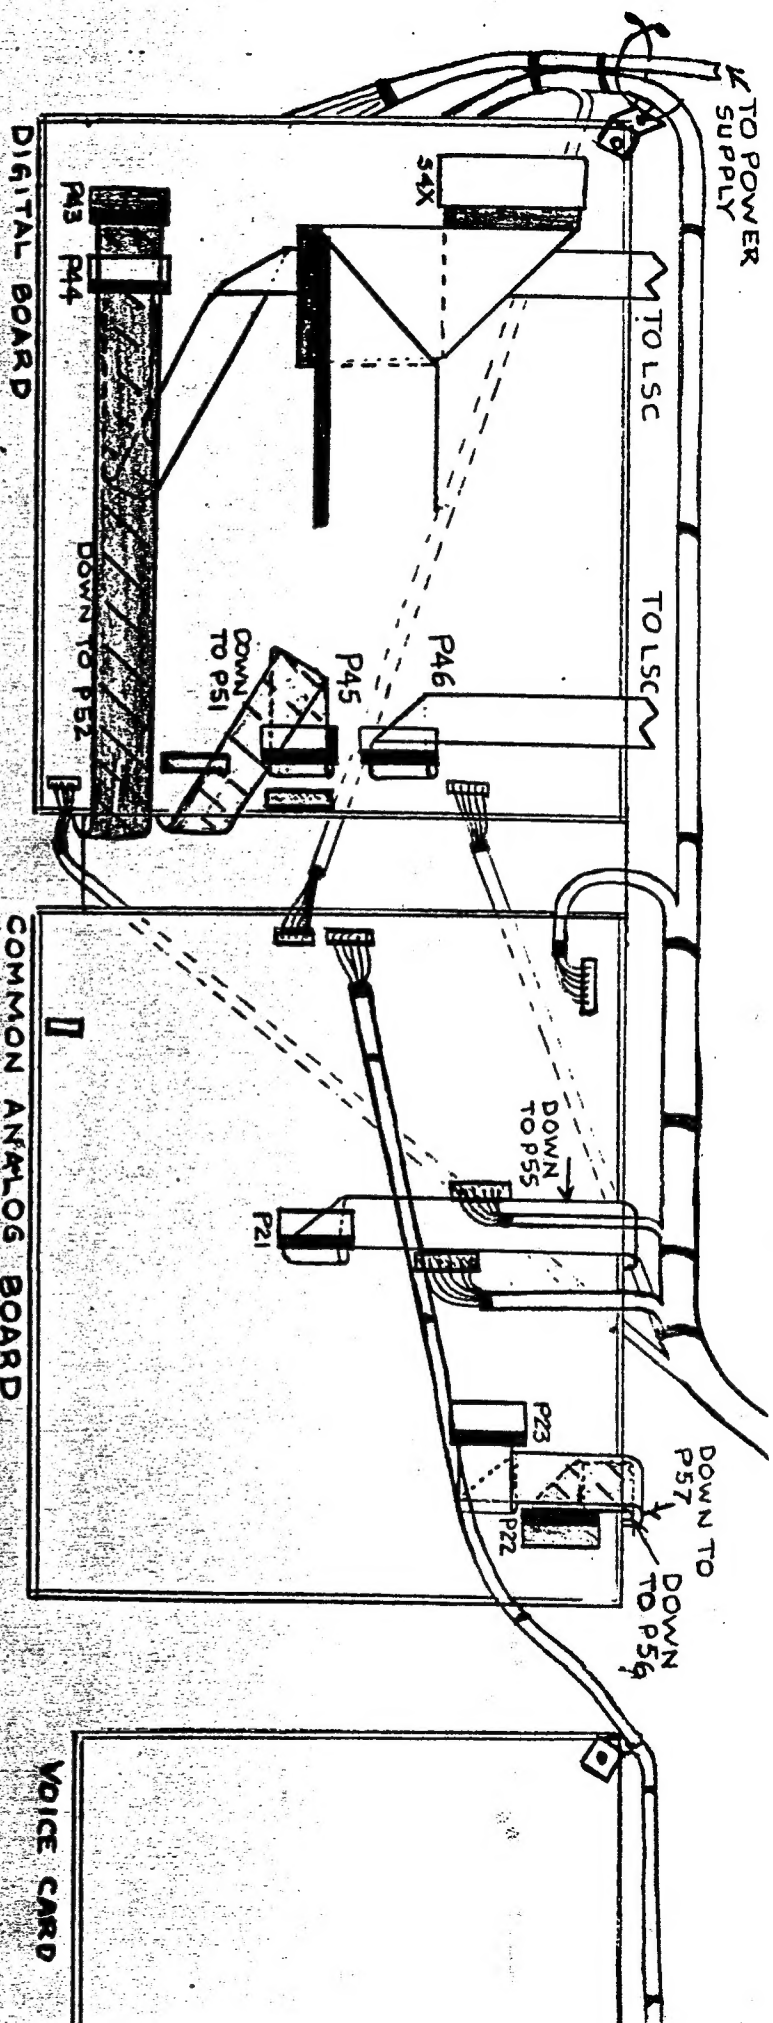 TO POWER
SUPPLY
S4X
TO LSC
TO LSC
P43
P44
DOWN TO P52
DOWN
TO P51
P45
P46
DIGITAL BOARD
DOWN
TO P55
P21
P23
P22
DOWN TO
P57
DOWN
TO P56
COMMON ANALOG BOARD
VOICE CARD